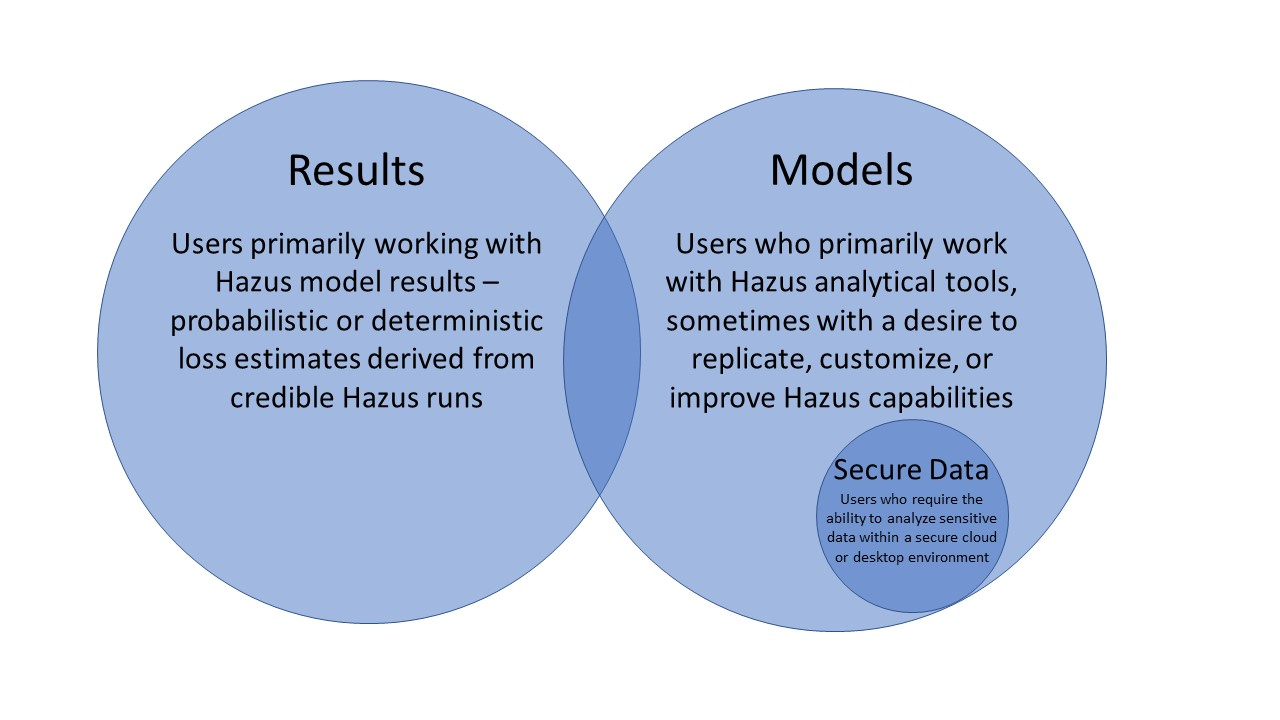 Results
Users primarily working with
Hazus model results –
probabilistic or deterministic
loss estimates derived from
credible Hazus runs
Models
Users who primarily work
with Hazus analytical tools,
sometimes with a desire to
replicate, customize, or
improve Hazus capabilities
Secure Data
Users who require the
ability to analyze sensitive
data within a secure cloud
or desktop environment